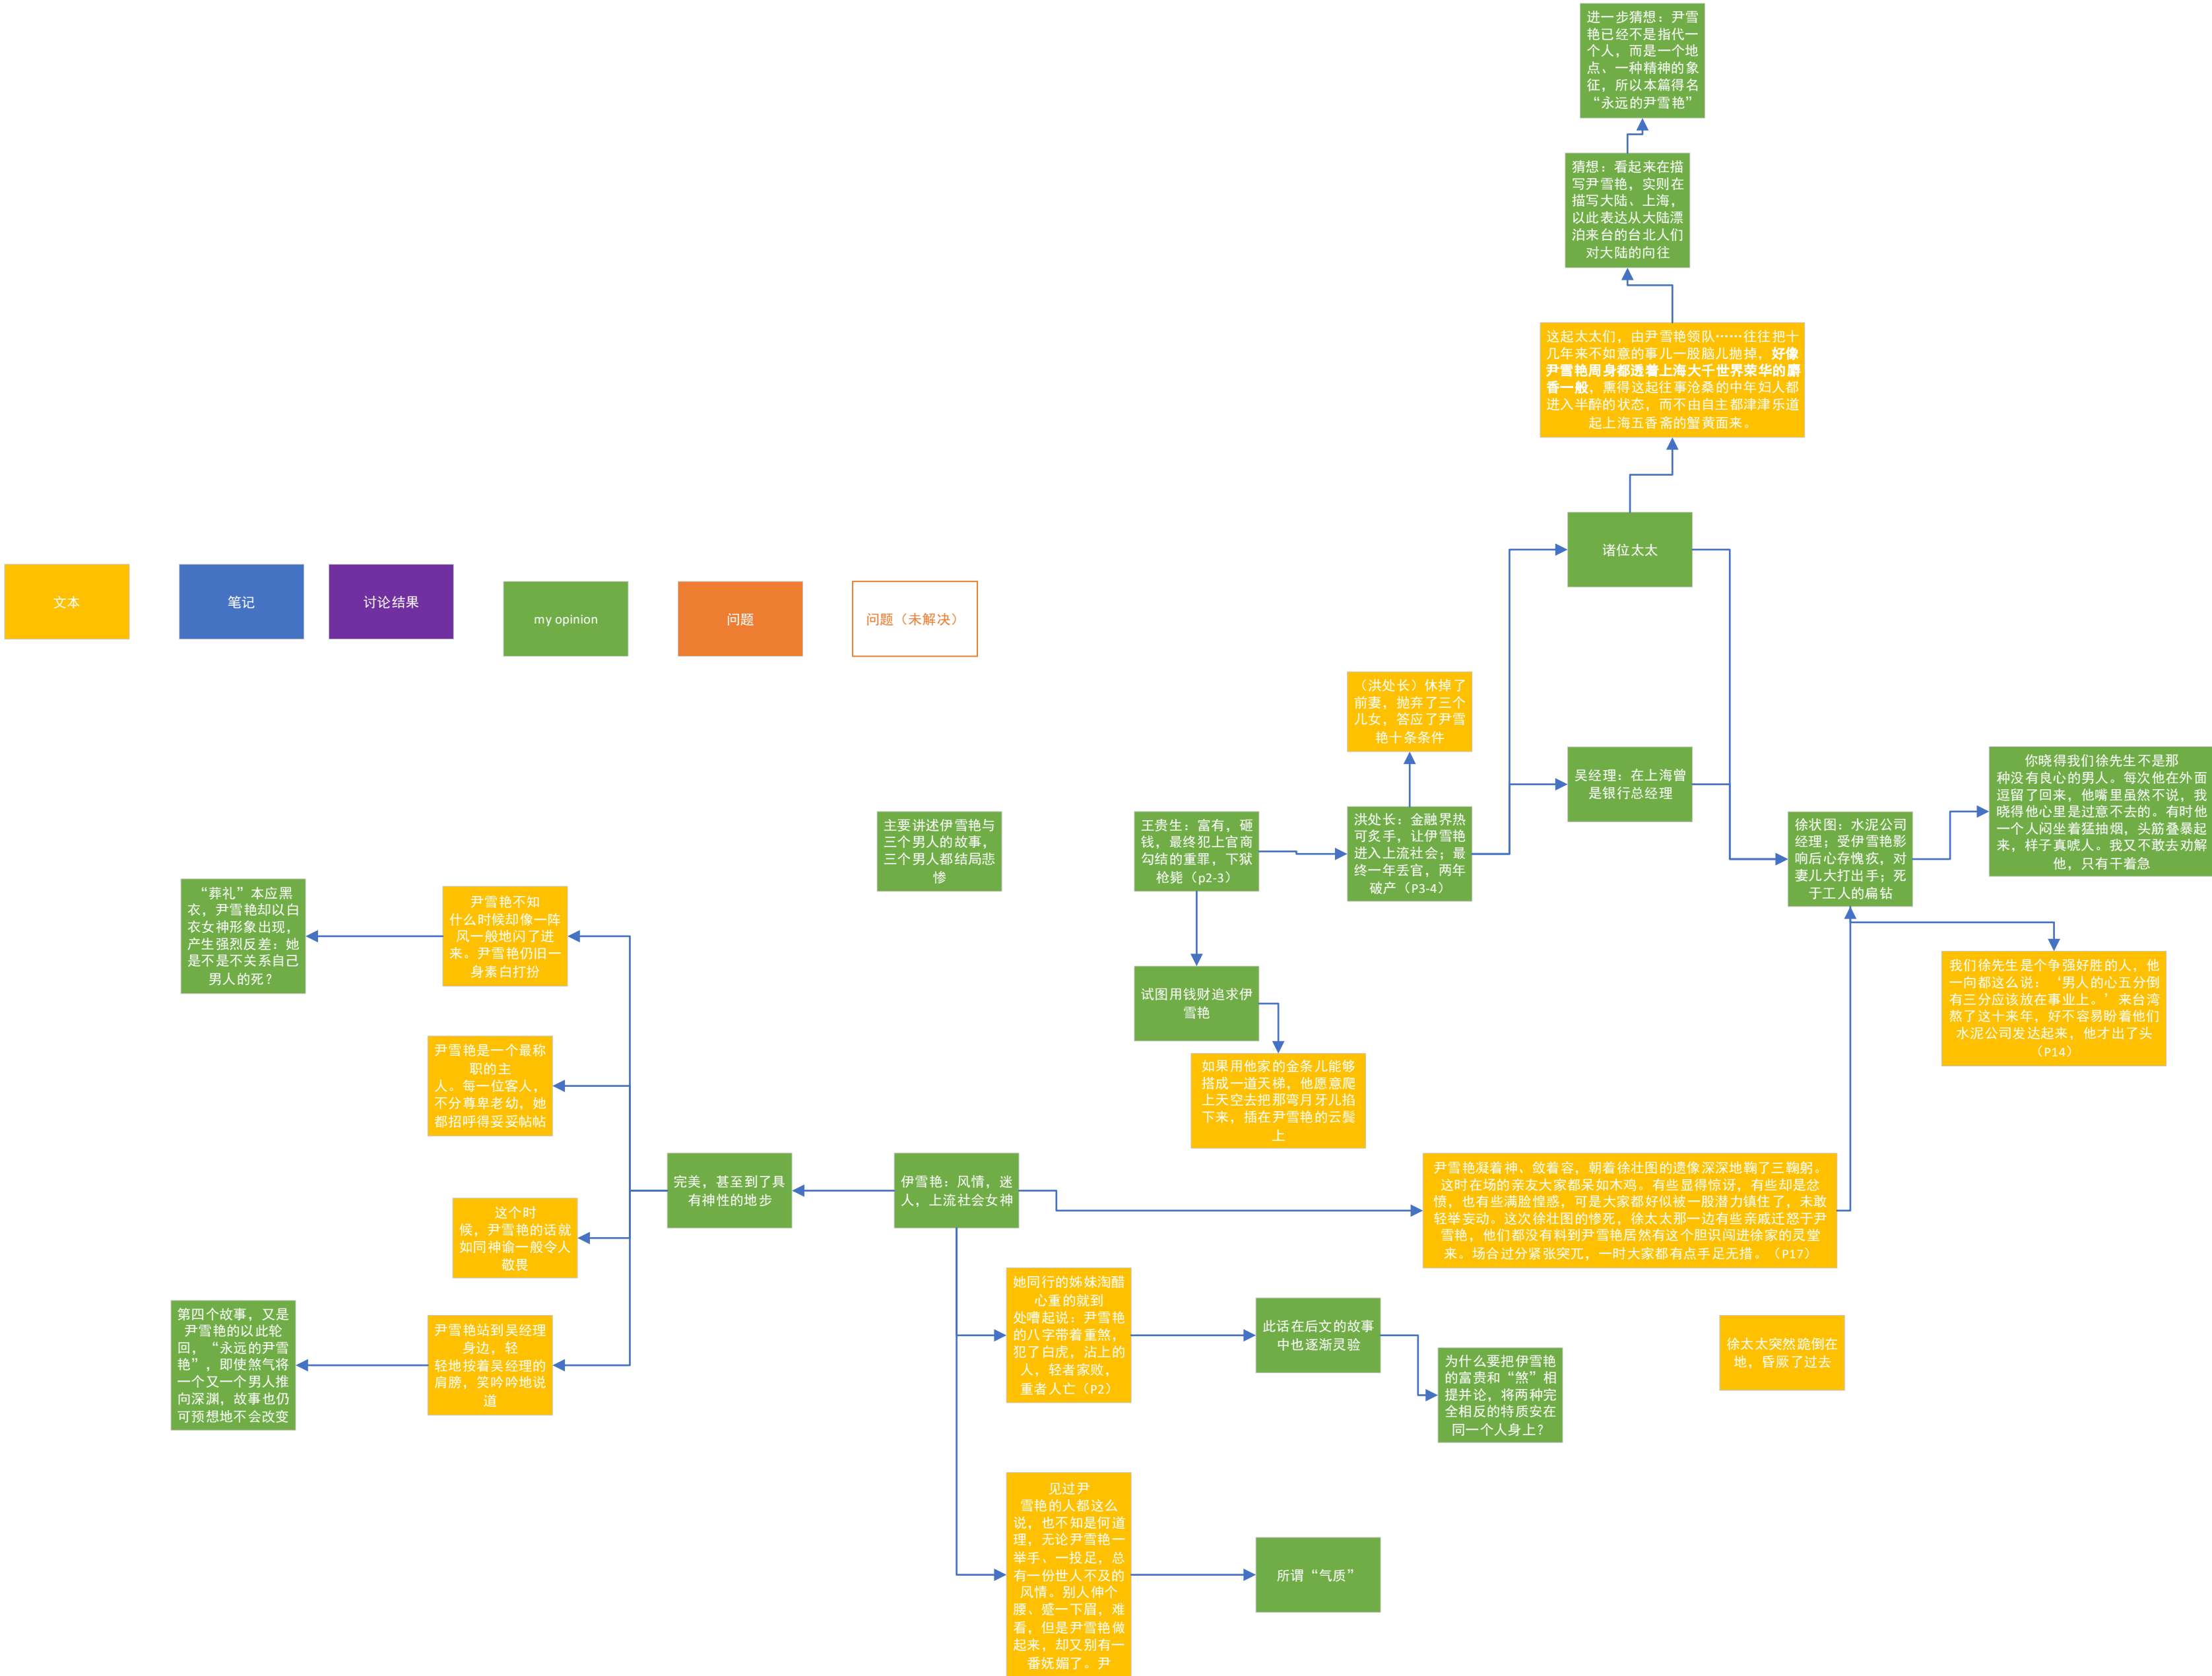 进一步猜想：尹雪
艳已经不是指代一
个人，而是一个地
点、一种精神的象
征，所以本篇得名
“永远的尹雪艳”
猜想：看起来在描
写尹雪艳，实则在
描写大陆、上海，
以此表达从大陆漂
泊来台的台北人们
对大陆的向往
这起太太们，由尹雪艳领队……往往把十
几年来不如意的事儿一股脑儿抛掉，好像
尹雪艳周身都透着上海大千世界荣华的麝
香一般，熏得这起往事沧桑的中年妇人都
进入半醉的状态，而不由自主都津津乐道
起上海五香斋的蟹黄面来。
诸位太太
文本
笔记
讨论结果
my opinion
问题
问题（未解决）
（洪处长）休掉了
前妻，抛弃了三个
儿女，答应了尹雪
艳十条条件
吴经理：在上海曾
是银行总经理
你晓得我们徐先生不是那
种没有良心的男人。每次他在外面
逗留了回来，他嘴里虽然不说，我
晓得他心里是过意不去的。有时他
一个人闷坐着猛抽烟，头筋叠暴起
来，样子真唬人。我又不敢去劝解
他，只有干着急
主要讲述伊雪艳与
三个男人的故事，
三个男人都结局悲
惨
王贵生：富有，砸
钱，最终犯上官商
勾结的重罪，下狱
枪毙（p2-3）
洪处长：金融界热
可炙手，让伊雪艳
进入上流社会；最
终一年丢官，两年
破产（P3-4）
徐状图：水泥公司
经理；受伊雪艳影
响后心存愧疚，对
妻儿大打出手；死
于工人的扁钻
“葬礼”本应黑
衣，尹雪艳却以白
衣女神形象出现，
产生强烈反差：她
是不是不关系自己
男人的死？
尹雪艳不知
什么时候却像一阵
风一般地闪了进
来。尹雪艳仍旧一
身素白打扮
试图用钱财追求伊
雪艳
我们徐先生是个争强好胜的人，他
一向都这么说：‘男人的心五分倒
有三分应该放在事业上。’来台湾
熬了这十来年，好不容易盼着他们
水泥公司发达起来，他才出了头
（P14）
尹雪艳是一个最称
职的主
人。每一位客人，
不分尊卑老幼，她
都招呼得妥妥帖帖
如果用他家的金条儿能够
搭成一道天梯，他愿意爬
上天空去把那弯月牙儿掐
下来，插在尹雪艳的云鬓
上
完美，甚至到了具
有神性的地步
伊雪艳：风情，迷
人，上流社会女神
尹雪艳凝着神、敛着容，朝着徐壮图的遗像深深地鞠了三鞠躬。
这时在场的亲友大家都呆如木鸡。有些显得惊讶，有些却是忿
愤，也有些满脸惶惑，可是大家都好似被一股潜力镇住了，未敢
轻举妄动。这次徐壮图的惨死，徐太太那一边有些亲戚迁怒于尹
雪艳，他们都没有料到尹雪艳居然有这个胆识闯进徐家的灵堂
来。场合过分紧张突兀，一时大家都有点手足无措。（P17）
这个时
候，尹雪艳的话就
如同神谕一般令人
敬畏
她同行的姊妹淘醋
心重的就到
处嘈起说：尹雪艳
的八字带着重煞，
犯了白虎，沾上的
人，轻者家败，
重者人亡（P2）
此话在后文的故事
中也逐渐灵验
为什么要把伊雪艳
的富贵和“煞”相
提并论，将两种完
全相反的特质安在
同一个人身上？
徐太太突然跪倒在
地，昏厥了过去
第四个故事，又是
尹雪艳的以此轮
回，“永远的尹雪
艳”，即使煞气将
一个又一个男人推
向深渊，故事也仍
可预想地不会改变
尹雪艳站到吴经理
身边，轻
轻地按着吴经理的
肩膀，笑吟吟地说
道
见过尹
雪艳的人都这么
说，也不知是何道
理，无论尹雪艳一
举手、一投足，总
有一份世人不及的
风情。别人伸个
腰、蹙一下眉，难
看，但是尹雪艳做
起来，却又别有一
番妩媚了。尹
所谓“气质”